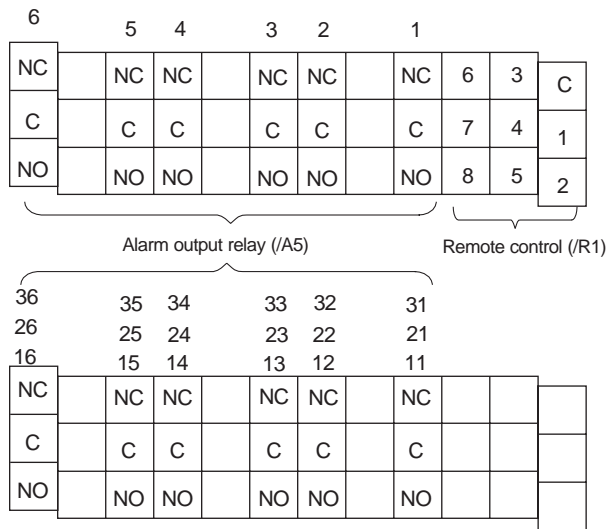 6 5 4 3 2 1
NC NC NC NC NC NC 6 3 C
C C C C C C 7 4 1
NO NO NO NO NO NO 8 5 2
Alarm output relay (/A5) Remote control (/R1)
36 35 34 33 32 31
26 25 24 23 22 21
16 15 14 13 12 11
NC NC NC NC NC NC
C C C C C C
NO NO NO NO NO NO